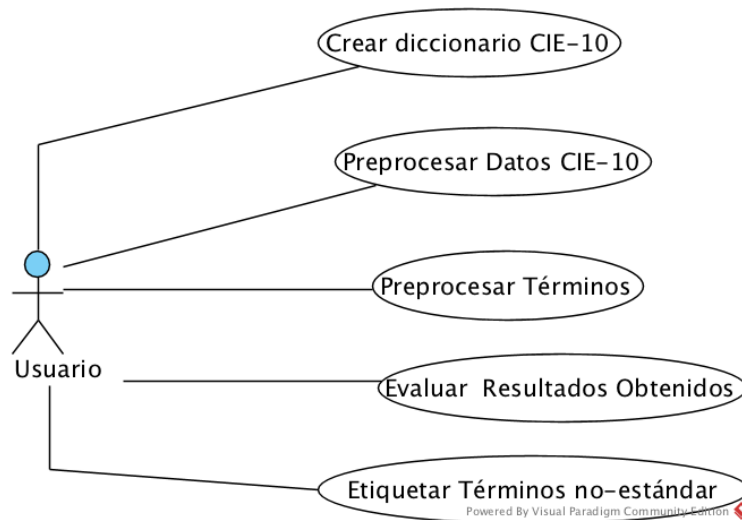 Crear diccionario CIE-10
Preprocesar Datos CIE-10
Preprocesar Términos
Usuario
Evaluar Resultados Obtenidos
Etiquetar Términos no-estándar
Powered By Visual Paradigm Community Edition